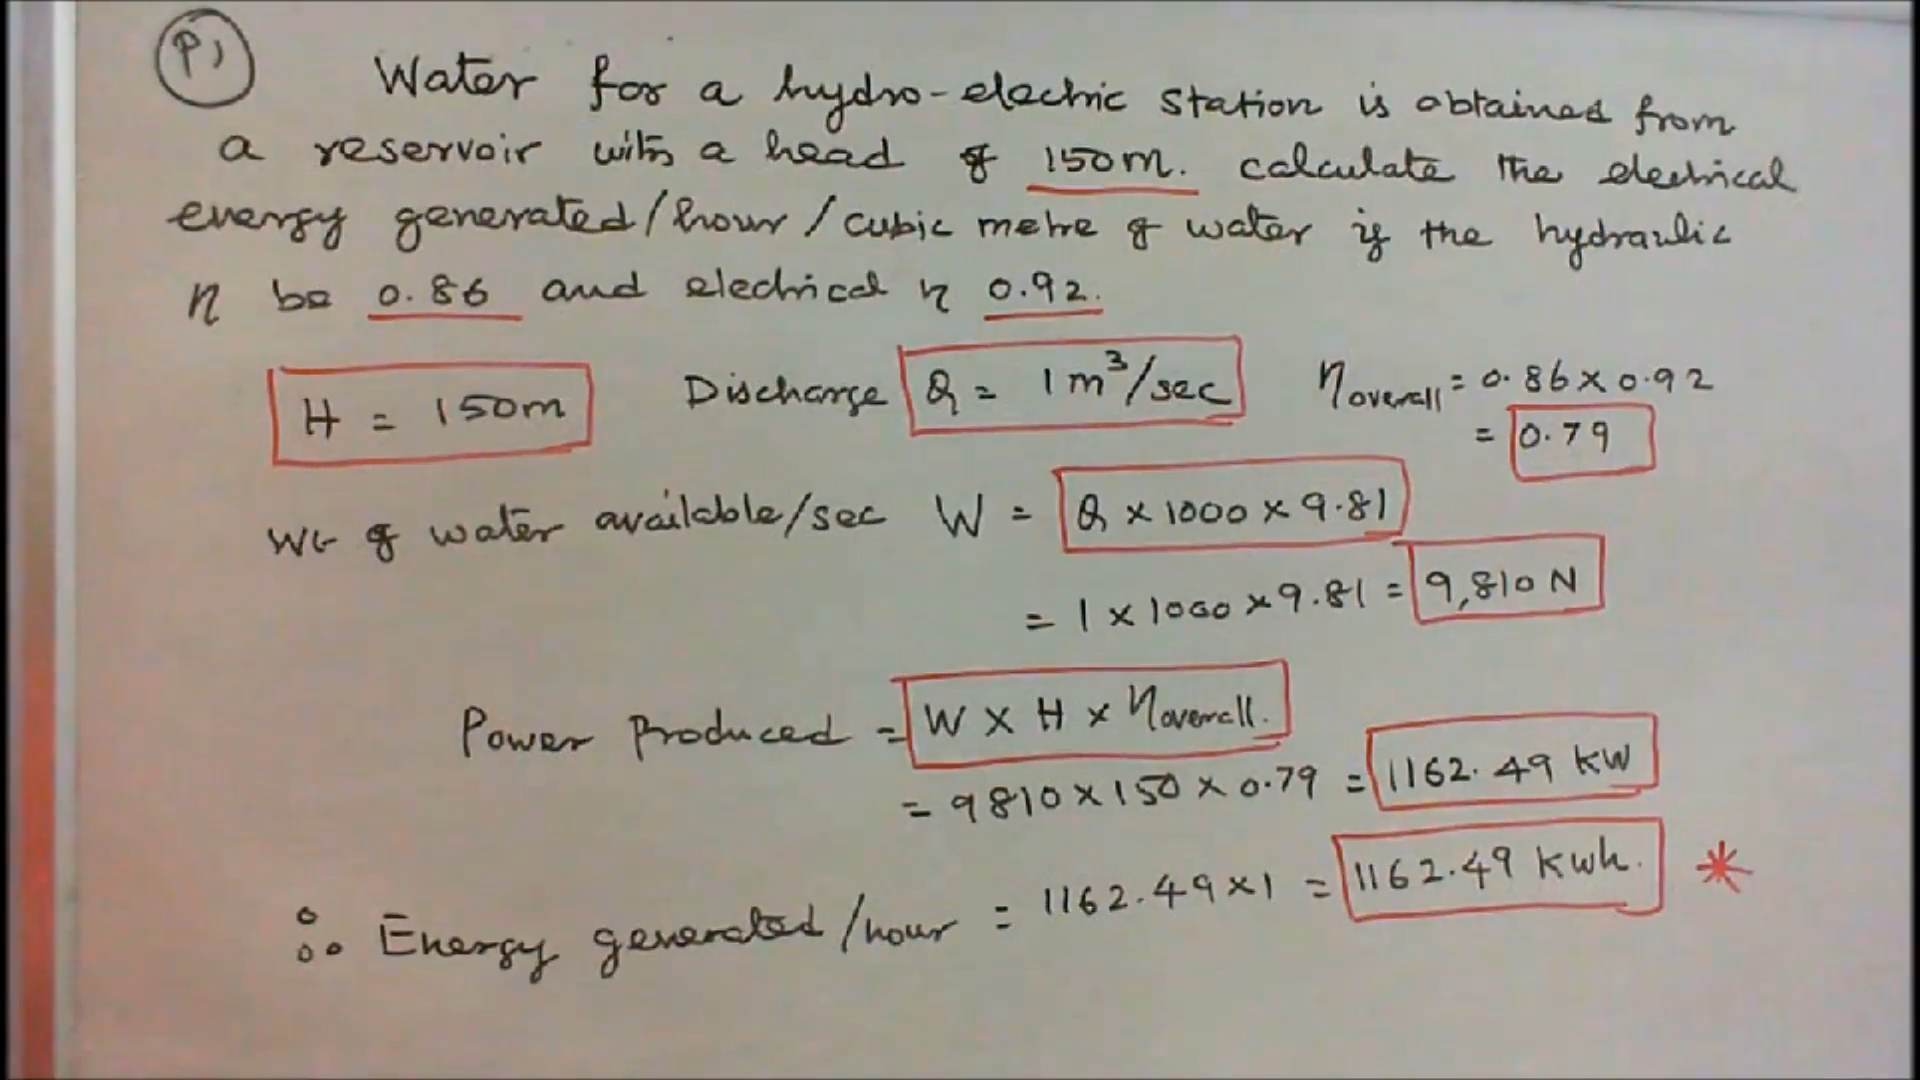 P1
Water for a hydro-electric station is obtained from
a reservoir with a head of 150m. calculate the electrical
energy generated/hour/cubic metre of water if the hydraulic
η be 0.86 and electrical η 0.92.
H = 150m Discharge Q = 1 m³/sec ηoverall = 0.86 x 0.92
= 0.79
Wt of water available/sec W = Q x 1000 x 9.81
= 1 x 1000 x 9.81 = 9,810 N
Power Produced = W x H x ηoverall.
= 9810 x 150 x 0.79 = 1162.49 KW
∴ Energy generated/hour = 1162.49 x 1 = 1162.49 Kwh. *